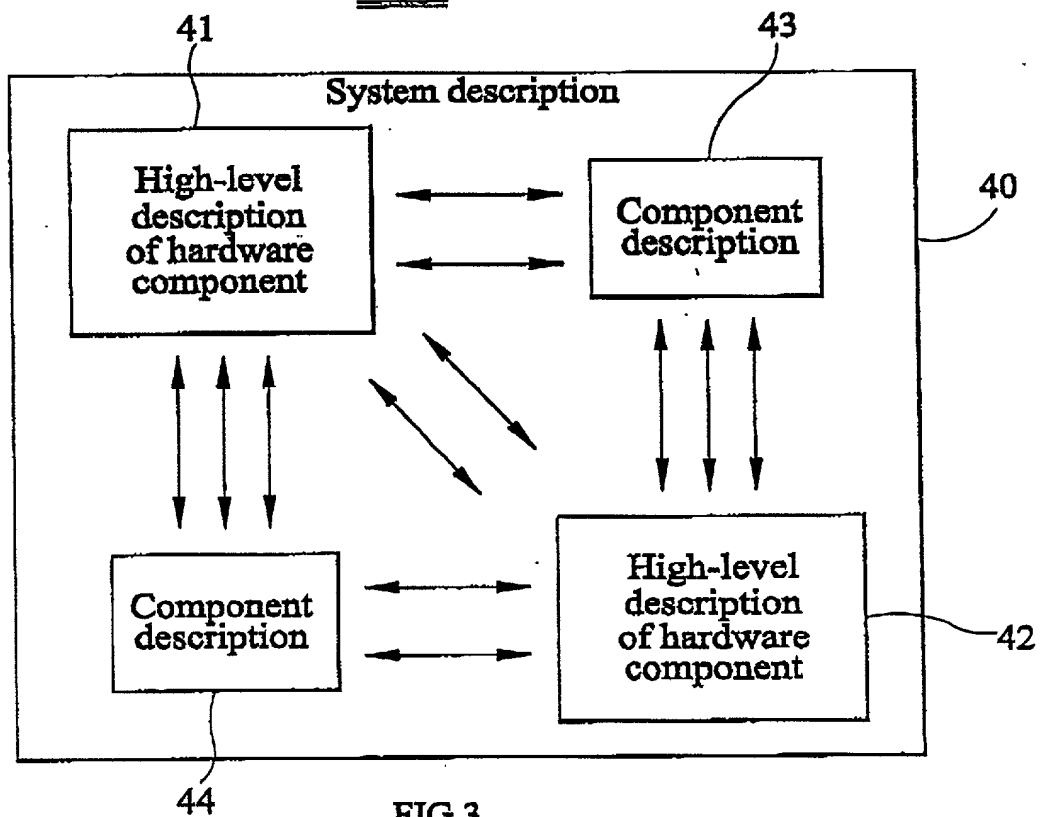 41
43
System description
High-level
description
of hardware
component
Component
description
40
Component
description
High-level
description
of hardware
component
42
44
FIG 3